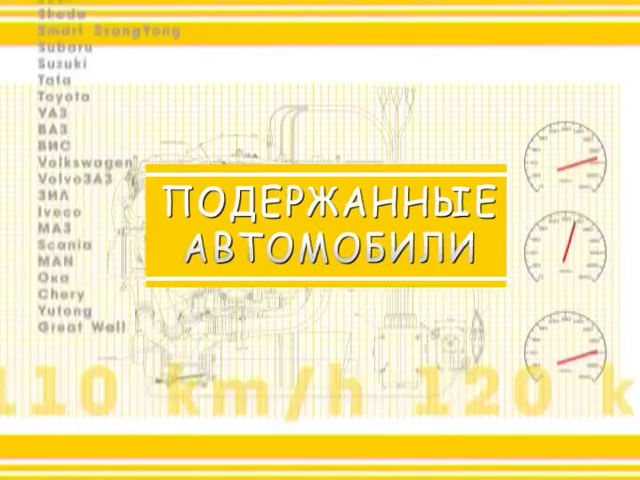 Skoda
Smart SsangYong
Subaru
Suzuki
Tata
Toyota
УАЗ
ВАЗ
ВИС
Volkswagen
VolvoЗАЗ
ЗИЛ
Iveco
МАЗ
Scania
MAN
Ока
Chery
Yutong
Great Wall
ПОДЕРЖАННЫЕ
АВТОМОБИЛИ
110 km/h 120 k